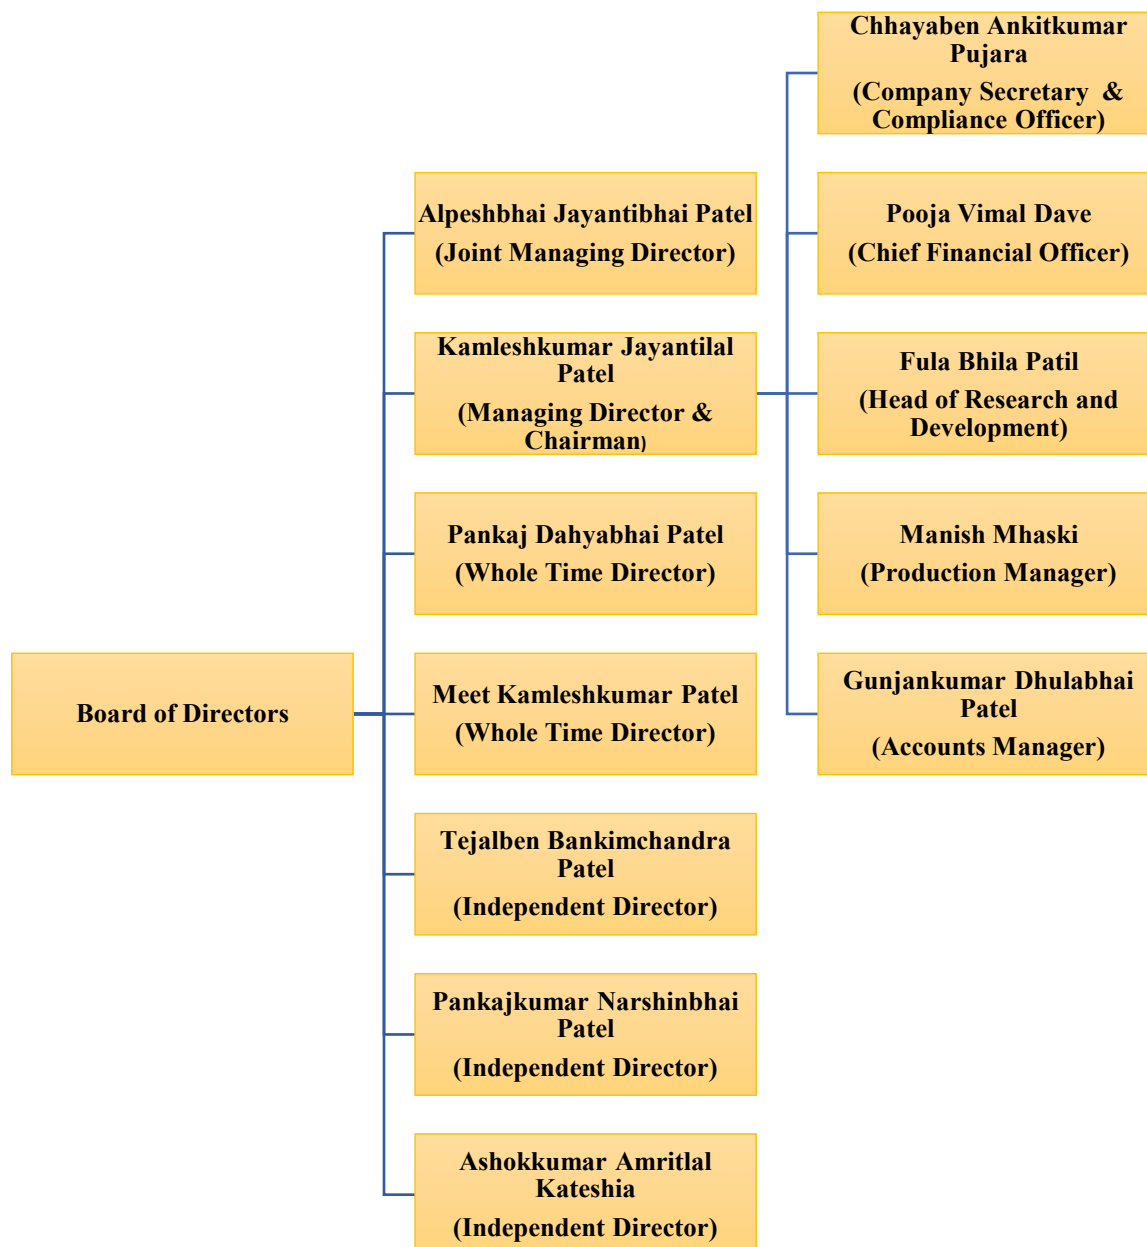 Board of Directors
Alpeshbhai Jayantibhai Patel
(Joint Managing Director)
Kamleshkumar Jayantilal
Patel
(Managing Director &
Chairman)
Pankaj Dahyabhai Patel
(Whole Time Director)
Meet Kamleshkumar Patel
(Whole Time Director)
Tejalben Bankimchandra
Patel
(Independent Director)
Pankajkumar Narshinbhai
Patel
(Independent Director)
Ashokkumar Amritlal
Kateshia
(Independent Director)
Chhayaben Ankitkumar
Pujara
(Company Secretary &
Compliance Officer)
Pooja Vimal Dave
(Chief Financial Officer)
Fula Bhila Patil
(Head of Research and
Development)
Manish Mhaski
(Production Manager)
Gunjankumar Dhulabhai
Patel
(Accounts Manager)